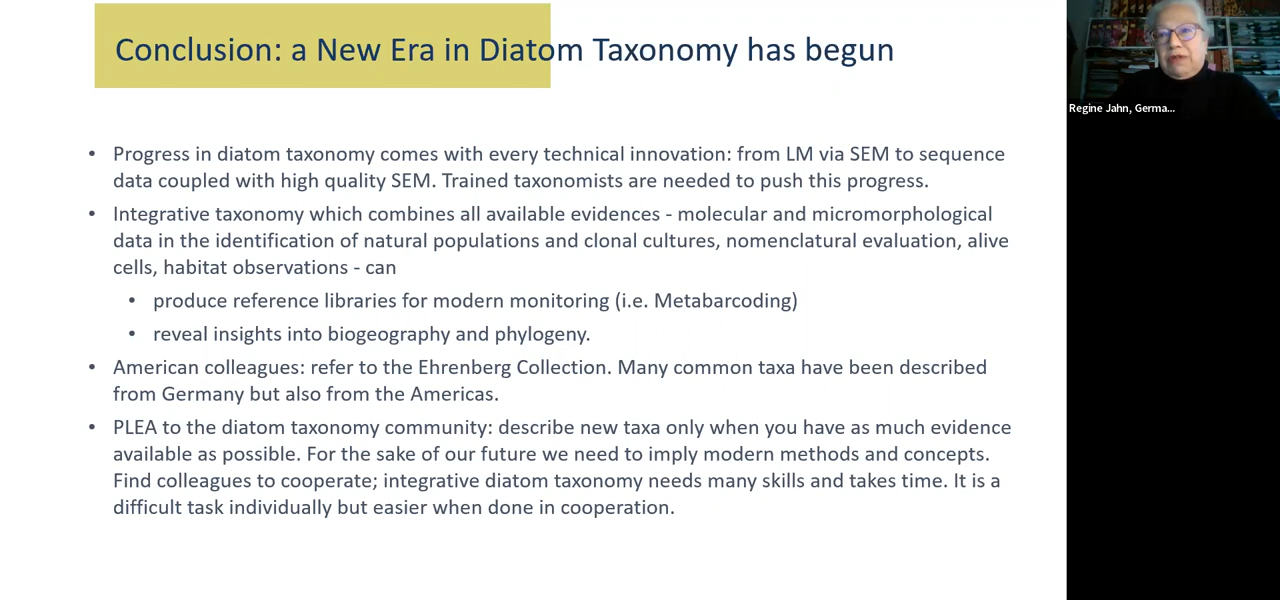 Conclusion: a New Era in Diatom Taxonomy has begun
• Progress in diatom taxonomy comes with every technical innovation: from LM via SEM to sequence
data coupled with high quality SEM. Trained taxonomists are needed to push this progress.
• Integrative taxonomy which combines all available evidences - molecular and micromorphological
data in the identification of natural populations and clonal cultures, nomenclatural evaluation, alive
cells, habitat observations - can
• produce reference libraries for modern monitoring (i.e. Metabarcoding)
• reveal insights into biogeography and phylogeny.
• American colleagues: refer to the Ehrenberg Collection. Many common taxa have been described
from Germany but also from the Americas.
• PLEA to the diatom taxonomy community: describe new taxa only when you have as much evidence
available as possible. For the sake of our future we need to imply modern methods and concepts.
Find colleagues to cooperate; integrative diatom taxonomy needs many skills and takes time. It is a
difficult task individually but easier when done in cooperation.
Regine Jahn, Germa...